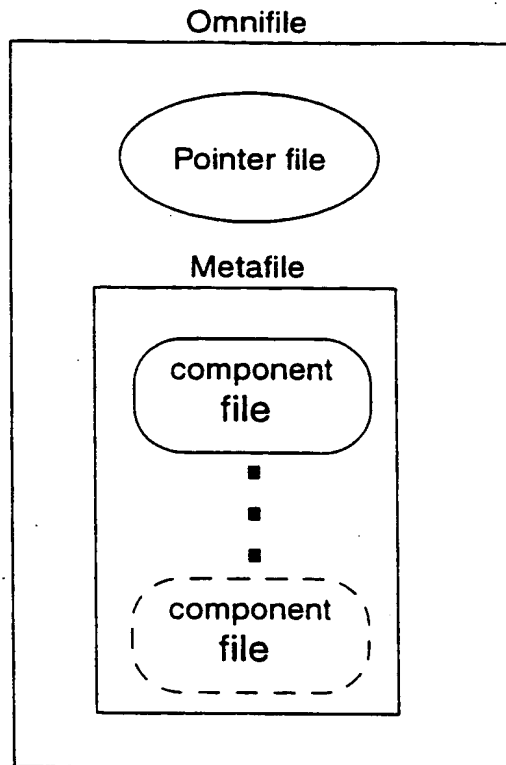 Omnifile
Pointer file
Metafile
component
file
component
file